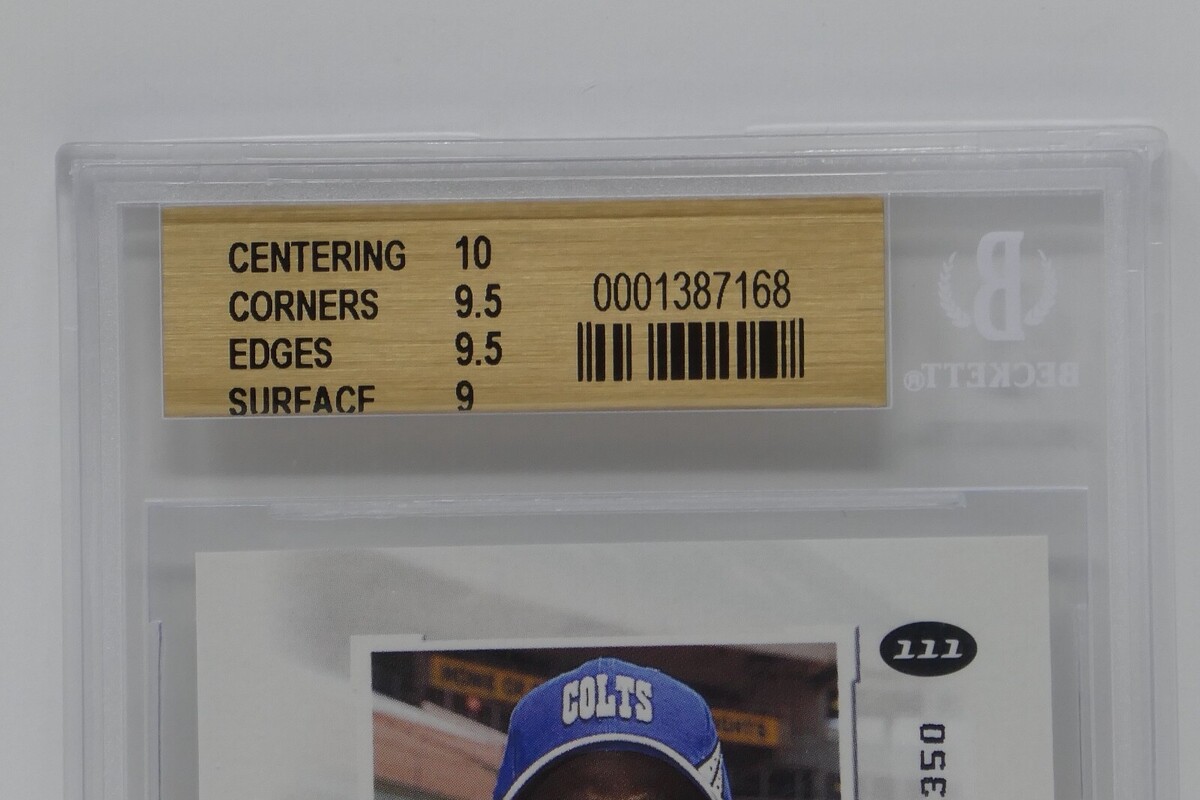 CENTERING 10
CORNERS 9.5
EDGES 9.5
SURFACE 9
0001387168
B
BECKETT®
111
COLTS
350